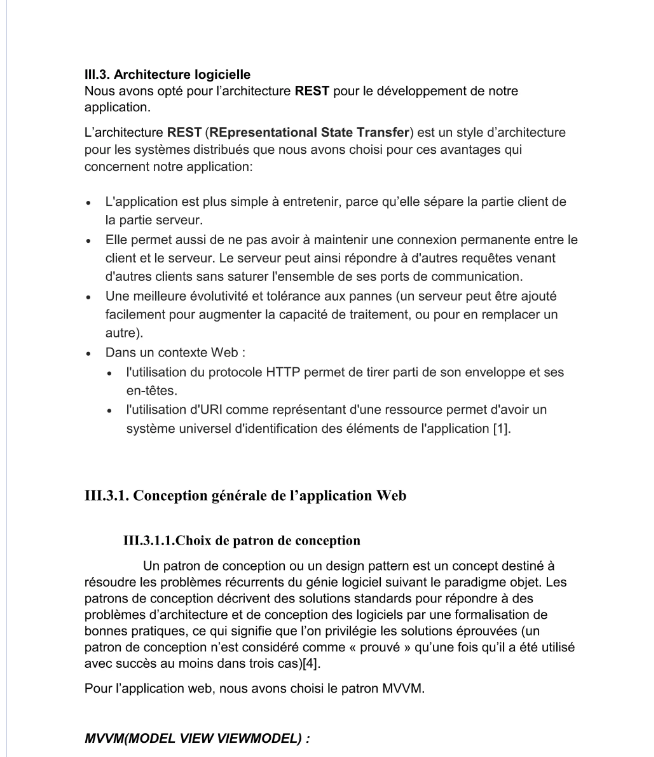 III.3. Architecture logicielle
Nous avons opté pour l'architecture REST pour le développement de notre
application.
L'architecture REST (REpresentational State Transfer) est un style d'architecture
pour les systèmes distribués que nous avons choisi pour ces avantages qui
concernent notre application:
• L'application est plus simple à entretenir, parce qu'elle sépare la partie client de
la partie serveur.
• Elle permet aussi de ne pas avoir à maintenir une connexion permanente entre le
client et le serveur. Le serveur peut ainsi répondre à d'autres requêtes venant
d'autres clients sans saturer l'ensemble de ses ports de communication.
• Une meilleure évolutivité et tolérance aux pannes (un serveur peut être ajouté
facilement pour augmenter la capacité de traitement, ou pour en remplacer un
autre).
• Dans un contexte Web :
• l'utilisation du protocole HTTP permet de tirer parti de son enveloppe et ses
en-têtes.
• l'utilisation d'URI comme représentant d'une ressource permet d'avoir un
système universel d'identification des éléments de l'application [1].
III.3.1. Conception générale de l'application Web
III.3.1.1.Choix de patron de conception
Un patron de conception ou un design pattern est un concept destiné à
résoudre les problèmes récurrents du génie logiciel suivant le paradigme objet. Les
patrons de conception décrivent des solutions standards pour répondre à des
problèmes d'architecture et de conception des logiciels par une formalisation de
bonnes pratiques, ce qui signifie que l'on privilégie les solutions éprouvées (un
patron de conception n'est considéré comme « prouvé » qu'une fois qu'il a été utilisé
avec succès au moins dans trois cas)[4].
Pour l'application web, nous avons choisi le patron MVVM.
MVVM(MODEL VIEW VIEWMODEL) :